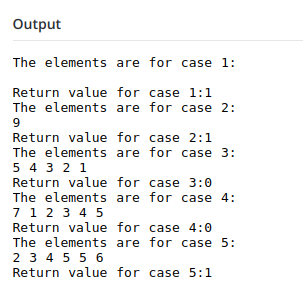 Output
The elements are for case 1:
Return value for case 1:1
The elements are for case 2:
9
Return value for case 2:1
The elements are for case 3:
5 4 3 2 1
Return value for case 3:0
The elements are for case 4:
7 1 2 3 4 5
Return value for case 4:0
The elements are for case 5:
2 3 4 5 5 6
Return value for case 5:1